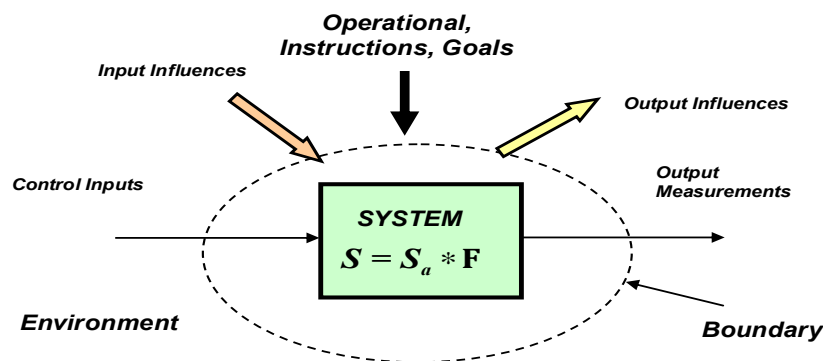 Operational,
Instructions, Goals
Input Influences
Output Influences
Control Inputs
Output
Measurements
SYSTEM
S = Sₐ * F
Environment
Boundary